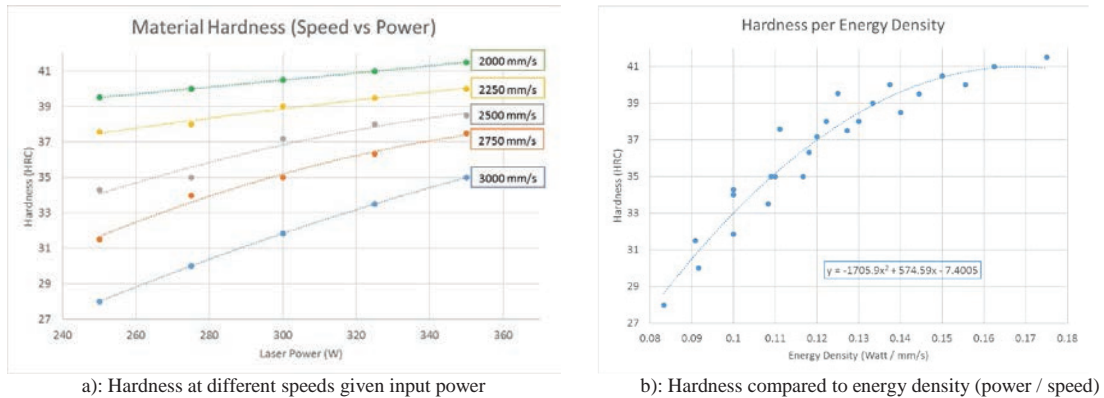 Material Hardness (Speed vs Power)
41
39
37
35
33
31
29
27
Hardness (HRC)
2000 mm/s
2250 mm/s
2500 mm/s
2750 mm/s
3000 mm/s
240 260 280 300 320 340 360
Laser Power (W)
a): Hardness at different speeds given input power
Hardness per Energy Density
41
39
37
35
33
31
29
27
Hardness (HRC)
y = -1705.9x² + 574.59x - 7.4005
0.08 0.09 0.1 0.11 0.12 0.13 0.14 0.15 0.16 0.17 0.18
Energy Density (Watt / mm/s)
b): Hardness compared to energy density (power / speed)